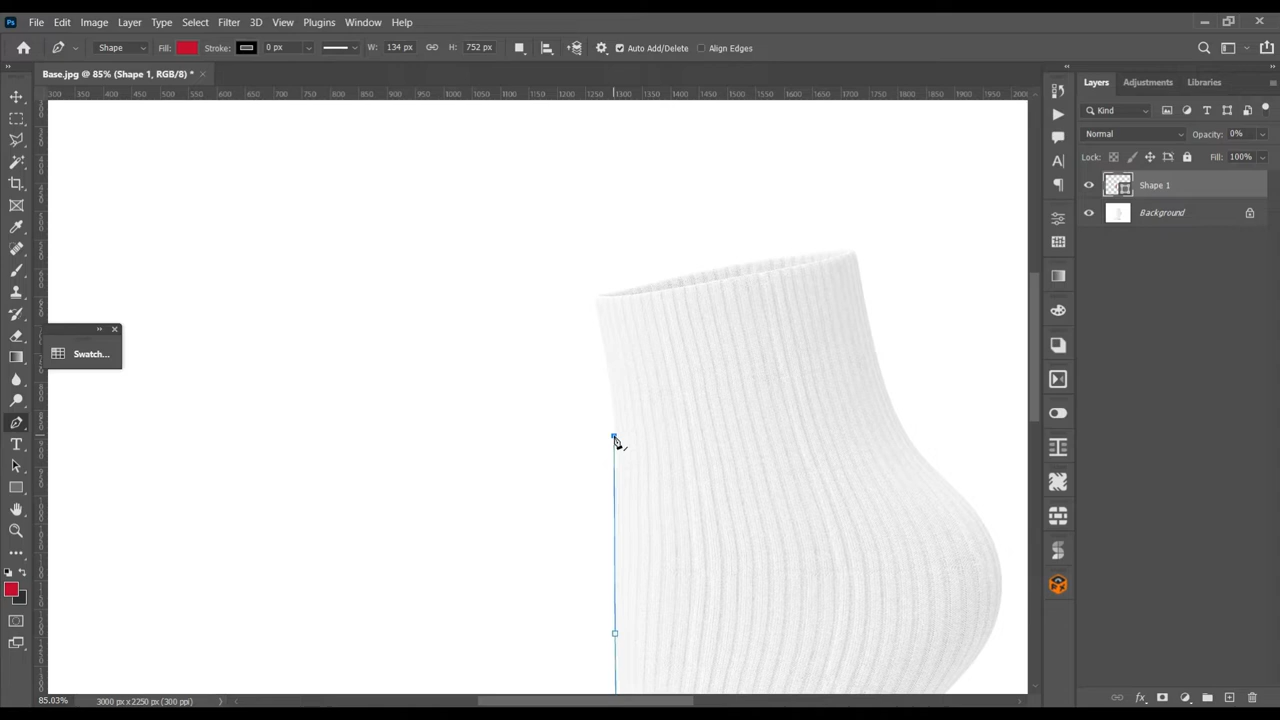 Ps File Edit Image Layer Type Select Filter 3D View Plugins Window Help
Shape Fill: Stroke: 0 px W: 134 px H: 752 px Auto Add/Delete Align Edges
Base.jpg @ 85% (Shape 1, RGB/8) *
300 350 400 450 500 550 600 650 700 750 800 850 900 950 1000 1050 1100 1150 1200 1250 1300 1350 1400 1450 1500 1550 1600 1650 1700 1750 1800 1850 1900 1950 2000
Layers Adjustments Libraries
Kind
Normal Opacity: 0%
Lock: Fill: 100%
Shape 1
Background
Swatch...
85.03% 3000 px x 2250 px (300 ppi)